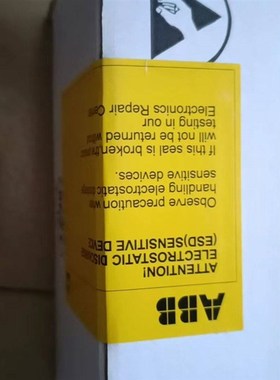 ABB
ATTENTION!
ELECTROSTATIC
(ESD)SENSITIVE
Observe precaution
handling electrostatic
sensitive devices.
If this seal is broken,
will not be returned
testing in our
Electronics Repair